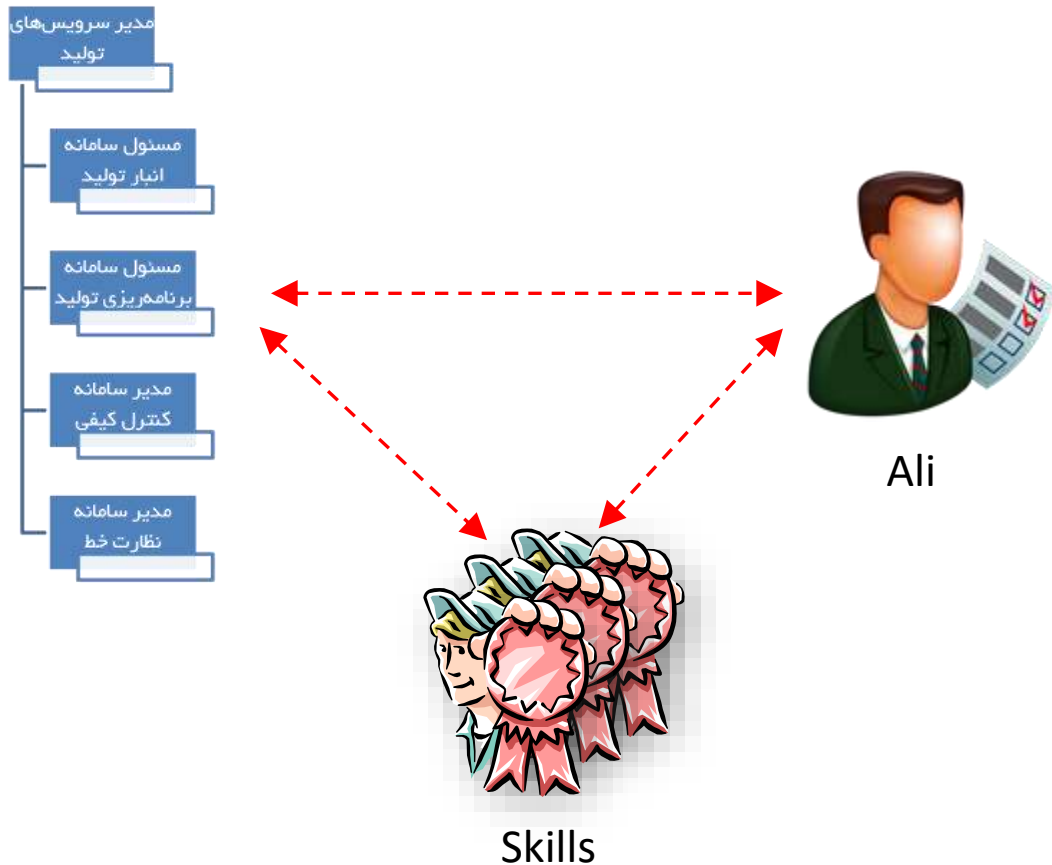 مدیر سرویس‌های
تولید
مسئول سامانه
انبار تولید
مسئول سامانه
برنامه‌ریزی تولید
مدیر سامانه
کنترل کیفی
مدیر سامانه
نظارت خط
Ali
Skills